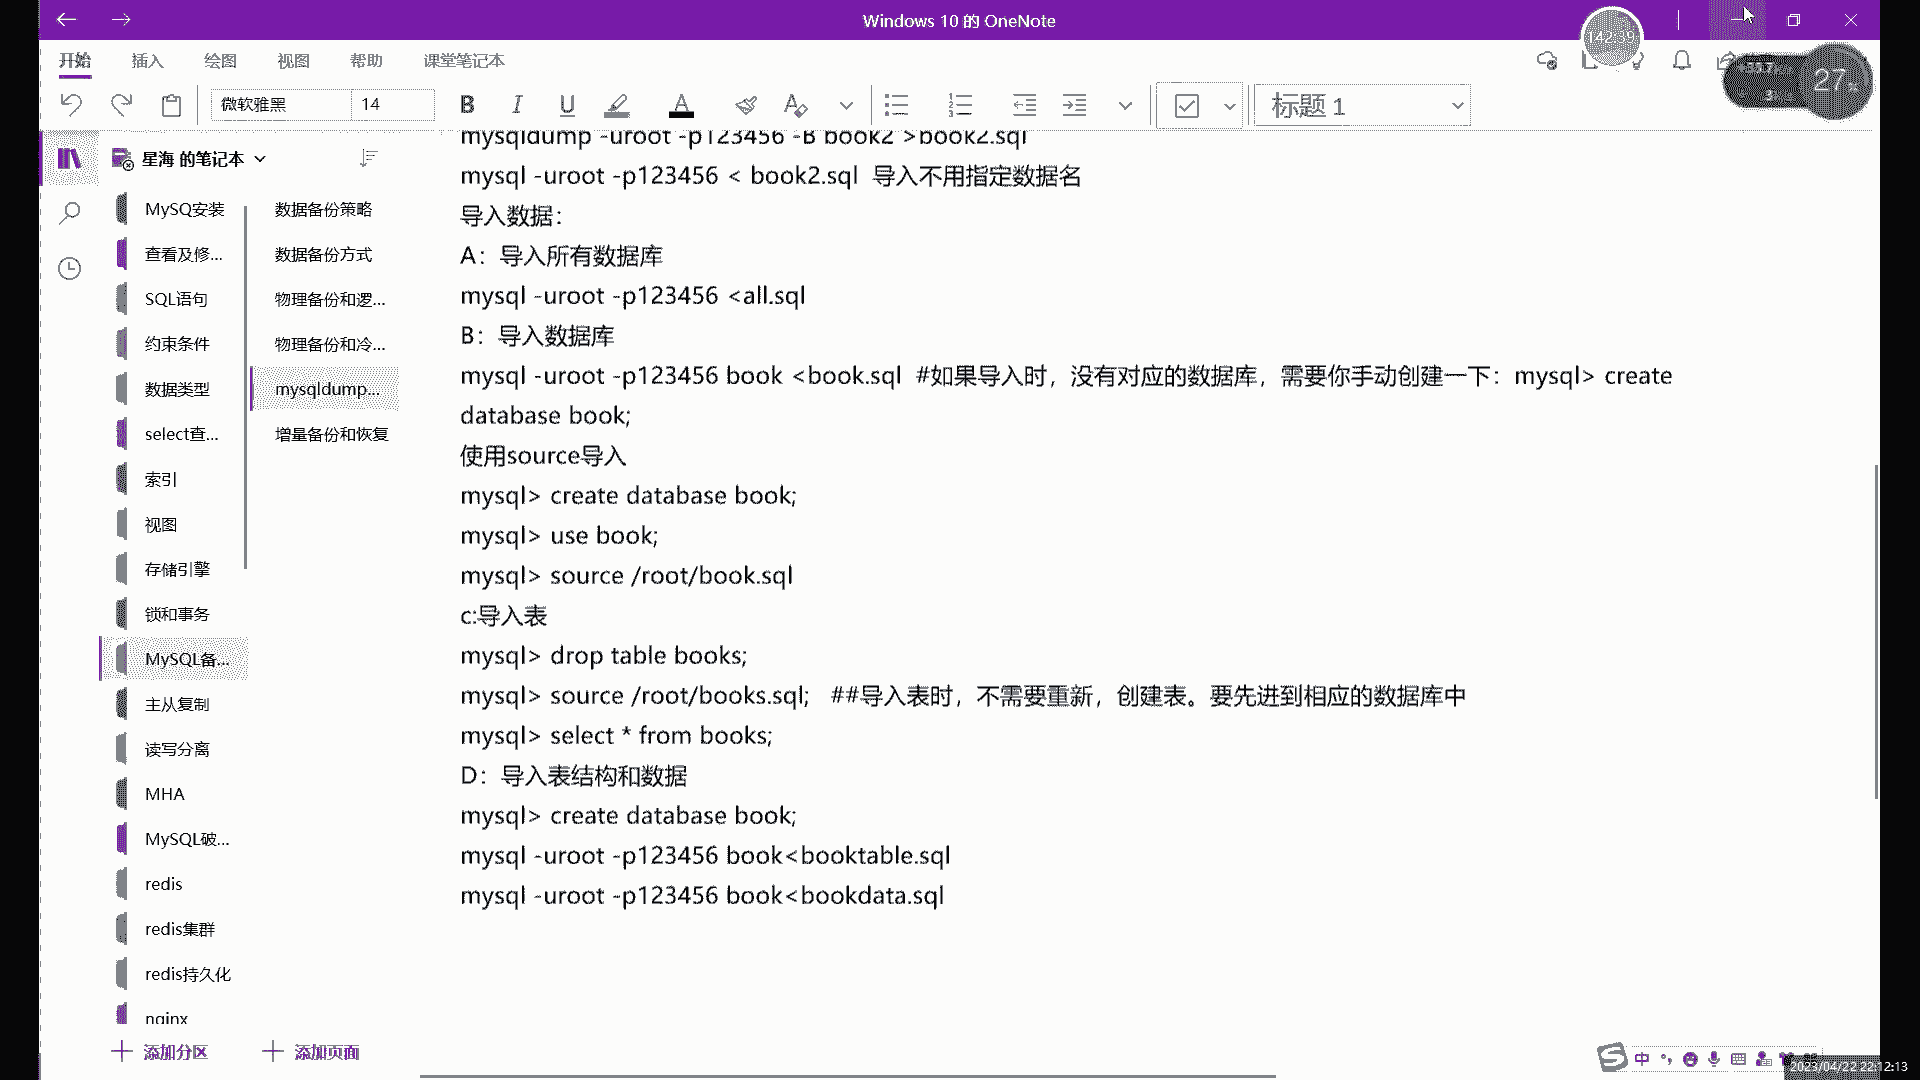 Windows 10 的 OneNote
142:39
开始 插入 绘图 视图 帮助 课堂笔记本
27%
微软雅黑 14 B I U A 标题 1
星海 的笔记本
MySQ安装
查看及修...
SQL语句
约束条件
数据类型
select查...
索引
视图
存储引擎
锁和事务
MySQL备...
主从复制
读写分离
MHA
MySQL破...
redis
redis集群
redis持久化
nginx
添加分区
数据备份策略
数据备份方式
物理备份和逻...
物理备份和冷...
mysqldump...
增量备份和恢复
添加页面
mysqldump -uroot -p123456 -B book2 >book2.sql
mysql -uroot -p123456 < book2.sql 导入不用指定数据名
导入数据：
A：导入所有数据库
mysql -uroot -p123456 <all.sql
B：导入数据库
mysql -uroot -p123456 book <book.sql #如果导入时，没有对应的数据库，需要你手动创建一下：mysql> create
database book;
使用source导入
mysql> create database book;
mysql> use book;
mysql> source /root/book.sql
c:导入表
mysql> drop table books;
mysql> source /root/books.sql; ##导入表时，不需要重新，创建表。要先进到相应的数据库中
mysql> select * from books;
D：导入表结构和数据
mysql> create database book;
mysql -uroot -p123456 book<booktable.sql
mysql -uroot -p123456 book<bookdata.sql
中
2023/04/22 22:12:13